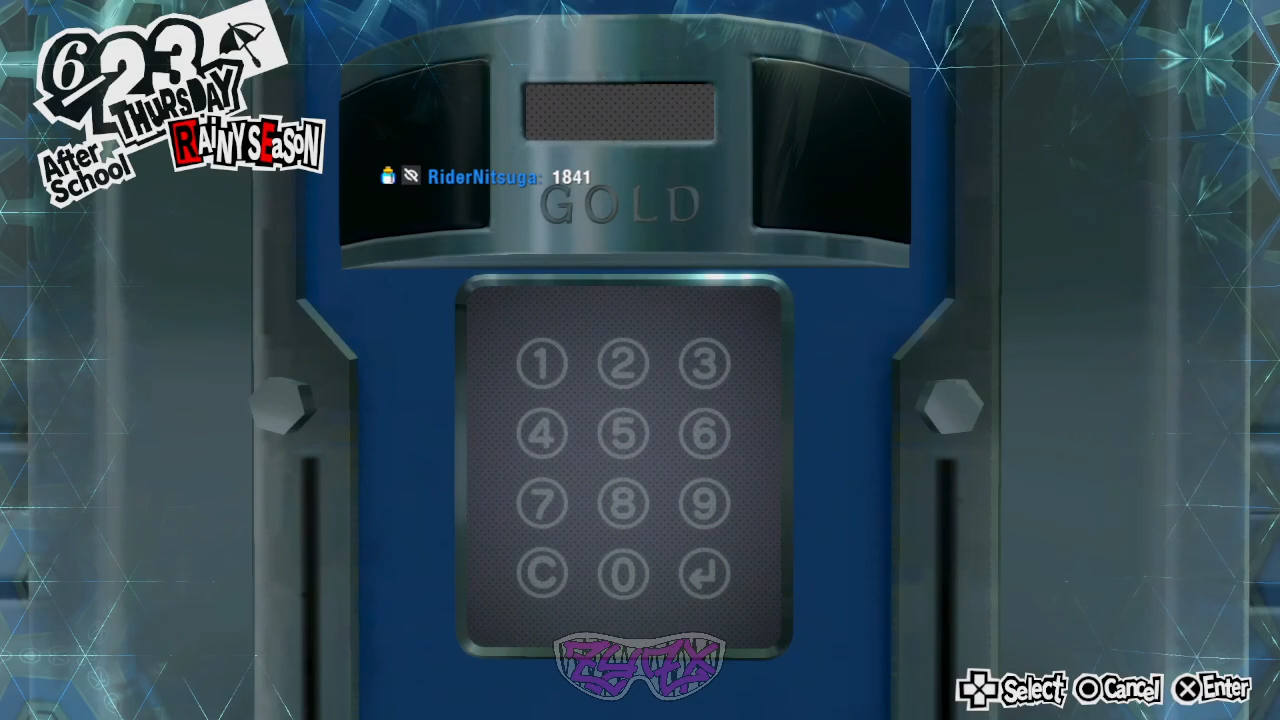 6/23
THURSDAY
RAINY SEASON
After
School
RiderNitsuga: 1841
GOLD
1 2 3
4 5 6
7 8 9
C 0
ZYGX
Select Cancel Enter